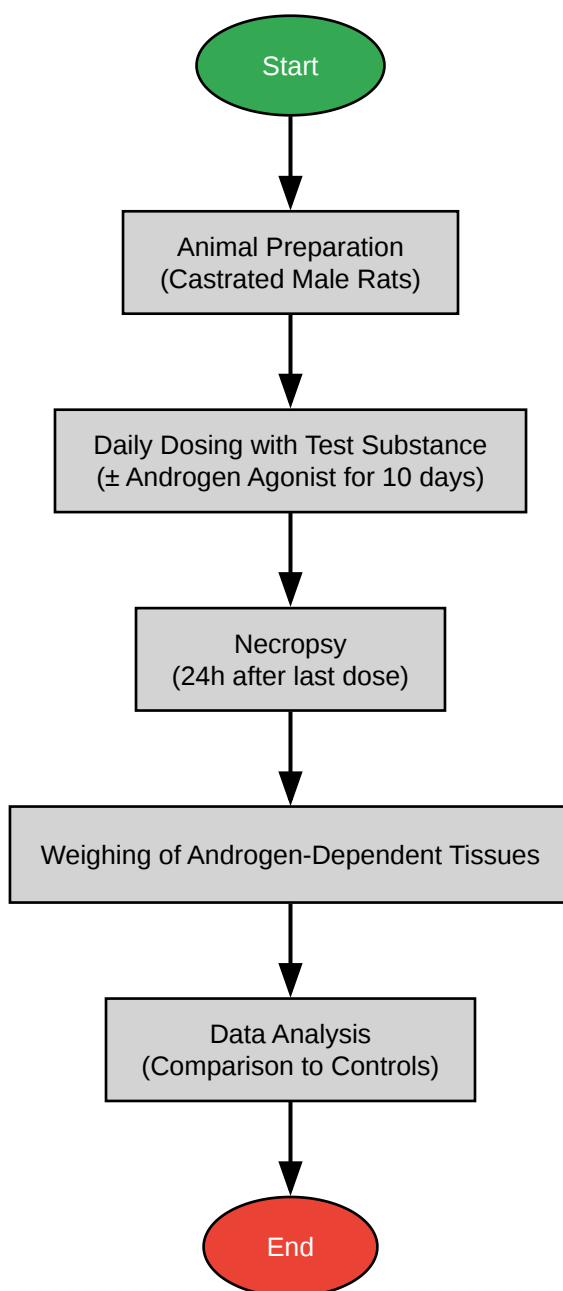 Start
Animal Preparation
(Castrated Male Rats)
Daily Dosing with Test Substance
(± Androgen Agonist for 10 days)
Necropsy
(24h after last dose)
Weighing of Androgen-Dependent Tissues
Data Analysis
(Comparison to Controls)
End